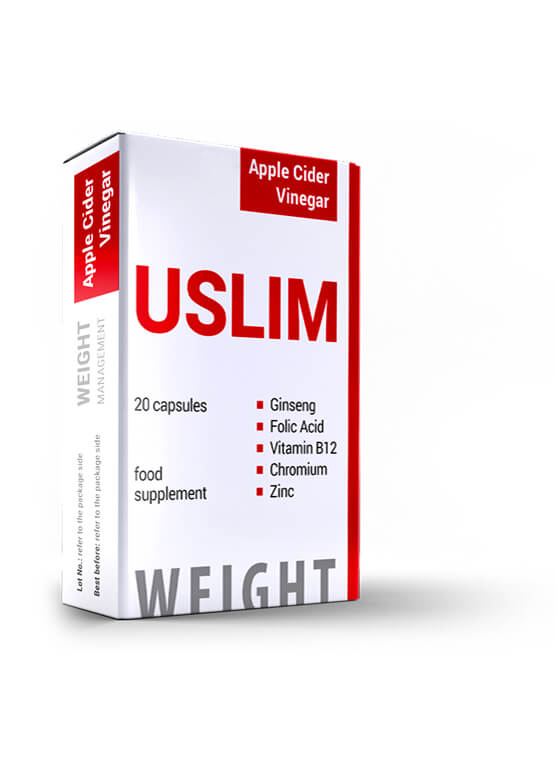 Apple Cider
Vinegar
USLIM
20 capsules
food
supplement
Ginseng
Folic Acid
Vitamin B12
Chromium
Zinc
WEIGHT
Apple Cider
Vinegar
WEIGHT
MANAGEMENT
Lot No.: refer to the package side
Best before: refer to the package side